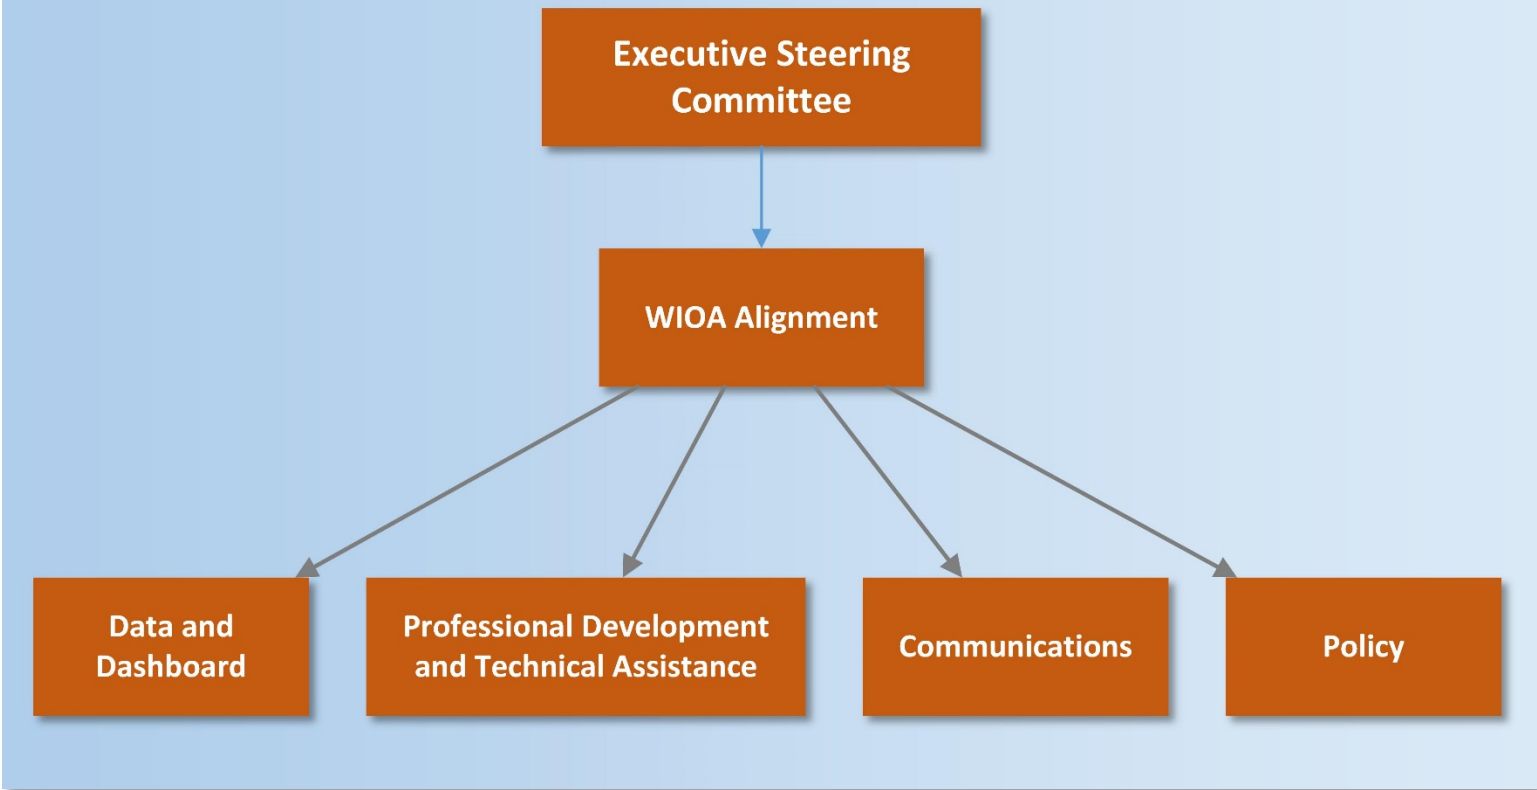 Executive Steering
Committee
WIOA Alignment
Data and
Dashboard
Professional Development
and Technical Assistance
Communications
Policy